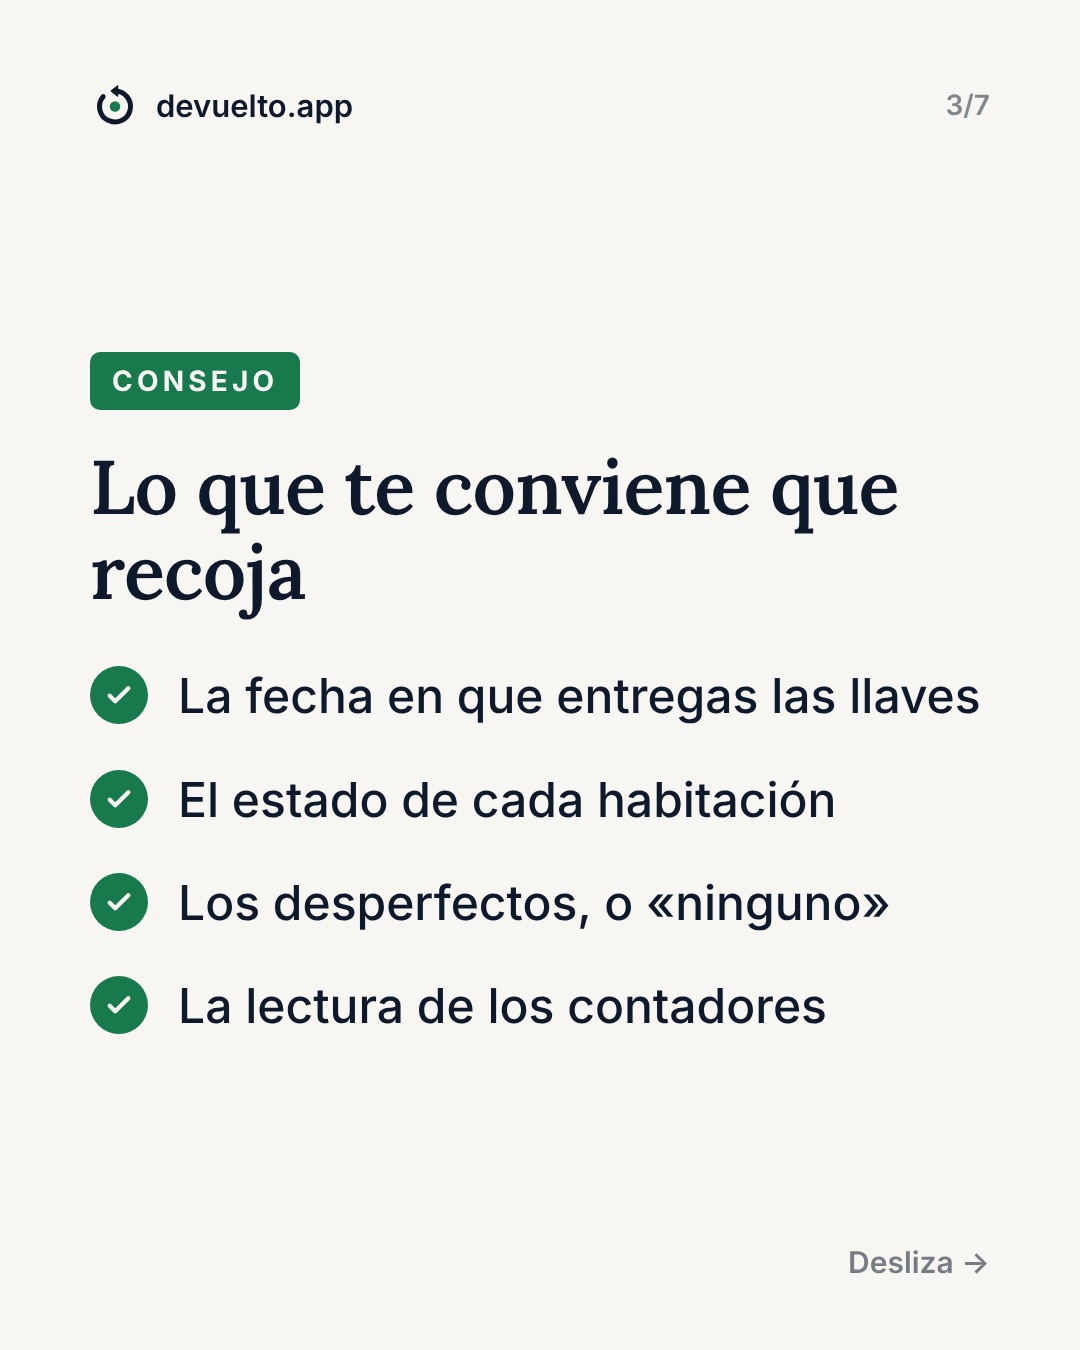 devuelto.app
3/7
CONSEJO
Lo que te conviene que
recoja
La fecha en que entregas las llaves
El estado de cada habitación
Los desperfectos, o «ninguno»
La lectura de los contadores
Desliza →